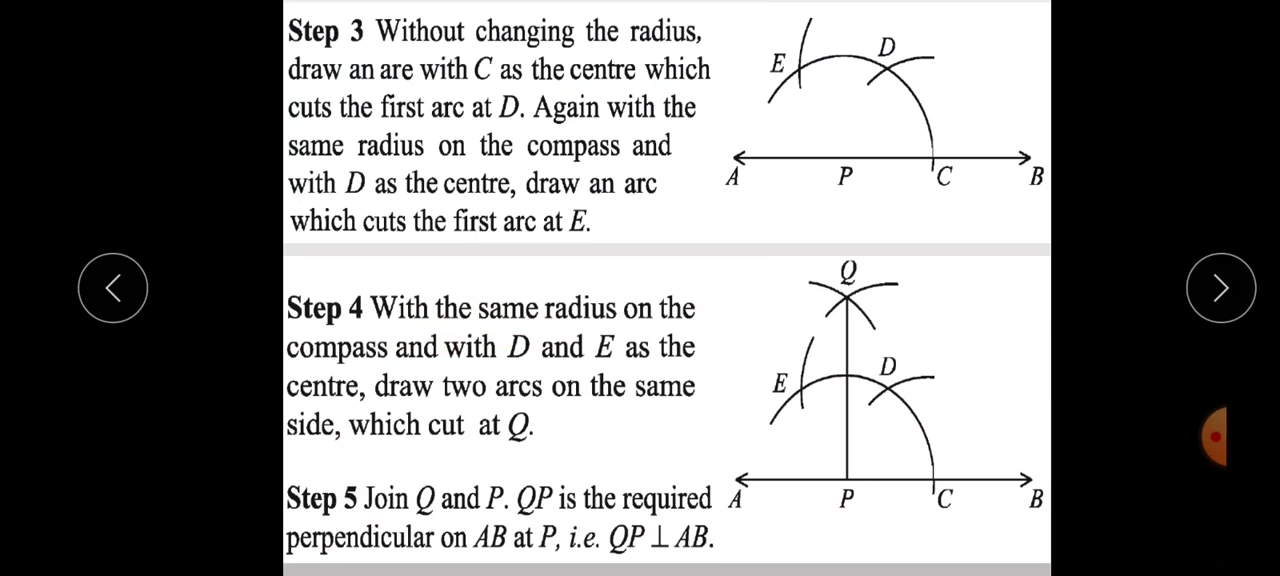 Step 3 Without changing the radius,
draw an are with C as the centre which
cuts the first arc at D. Again with the
same radius on the compass and
with D as the centre, draw an arc
which cuts the first arc at E.
E
D
A
P
C
B
Step 4 With the same radius on the
compass and with D and E as the
centre, draw two arcs on the same
side, which cut at Q.
Step 5 Join Q and P. QP is the required
perpendicular on AB at P, i.e. QP ⊥ AB.
Q
E
D
A
P
C
B